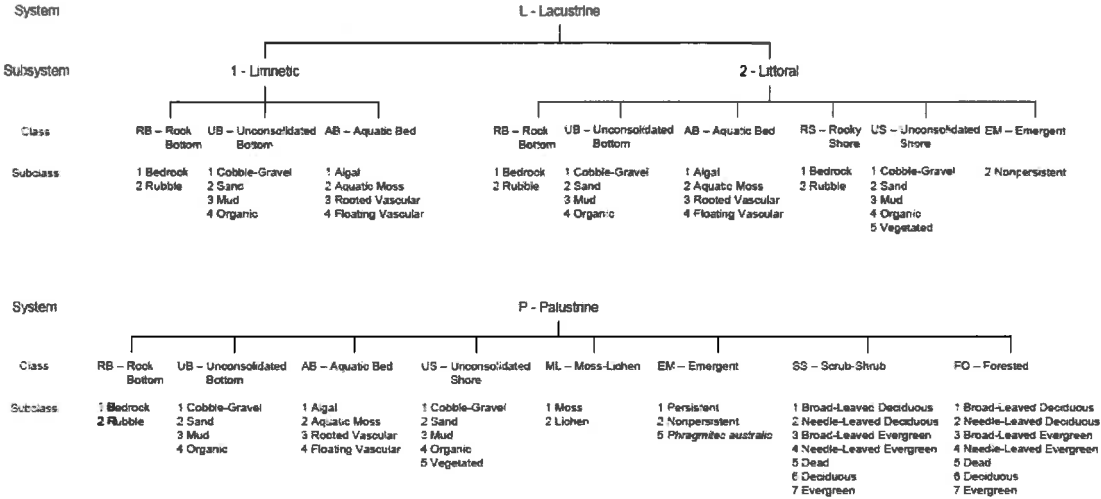 System L - Lacustrine
Subsystem 1 - Limnetic 2 - Littoral
Class RB – Rock Bottom UB – Unconsolidated Bottom AB – Aquatic Bed RB – Rock Bottom UB – Unconsolidated Bottom AB – Aquatic Bed RS – Rocky Shore US – Unconsolidated Shore EM – Emergent
Subclass 1 Bedrock 1 Cobble-Gravel 1 Algal 1 Bedrock 1 Cobble-Gravel 1 Algal 1 Bedrock 1 Cobble-Gravel 2 Nonpersistent
2 Rubble 2 Sand 2 Aquatic Moss 2 Rubble 2 Sand 2 Aquatic Moss 2 Rubble 2 Sand
3 Mud 3 Rooted Vascular 3 Mud 3 Rooted Vascular 3 Mud
4 Organic 4 Floating Vascular 4 Organic 4 Floating Vascular 4 Organic
5 Vegetated
System P - Palustrine
Class RB – Rock Bottom UB – Unconsolidated Bottom AB – Aquatic Bed US – Unconsolidated Shore ML – Moss-Lichen EM – Emergent SS – Scrub-Shrub FO – Forested
Subclass 1 Bedrock 1 Cobble-Gravel 1 Algal 1 Cobble-Gravel 1 Moss 1 Persistent 1 Broad-Leaved Deciduous 1 Broad-Leaved Deciduous
2 Rubble 2 Sand 2 Aquatic Moss 2 Sand 2 Lichen 2 Nonpersistent 2 Needle-Leaved Deciduous 2 Needle-Leaved Deciduous
3 Mud 3 Rooted Vascular 3 Mud 5 Phragmites australis 3 Broad-Leaved Evergreen 3 Broad-Leaved Evergreen
4 Organic 4 Floating Vascular 4 Organic 4 Needle-Leaved Evergreen 4 Needle-Leaved Evergreen
5 Vegetated 5 Dead 5 Dead
6 Deciduous 6 Deciduous
7 Evergreen 7 Evergreen